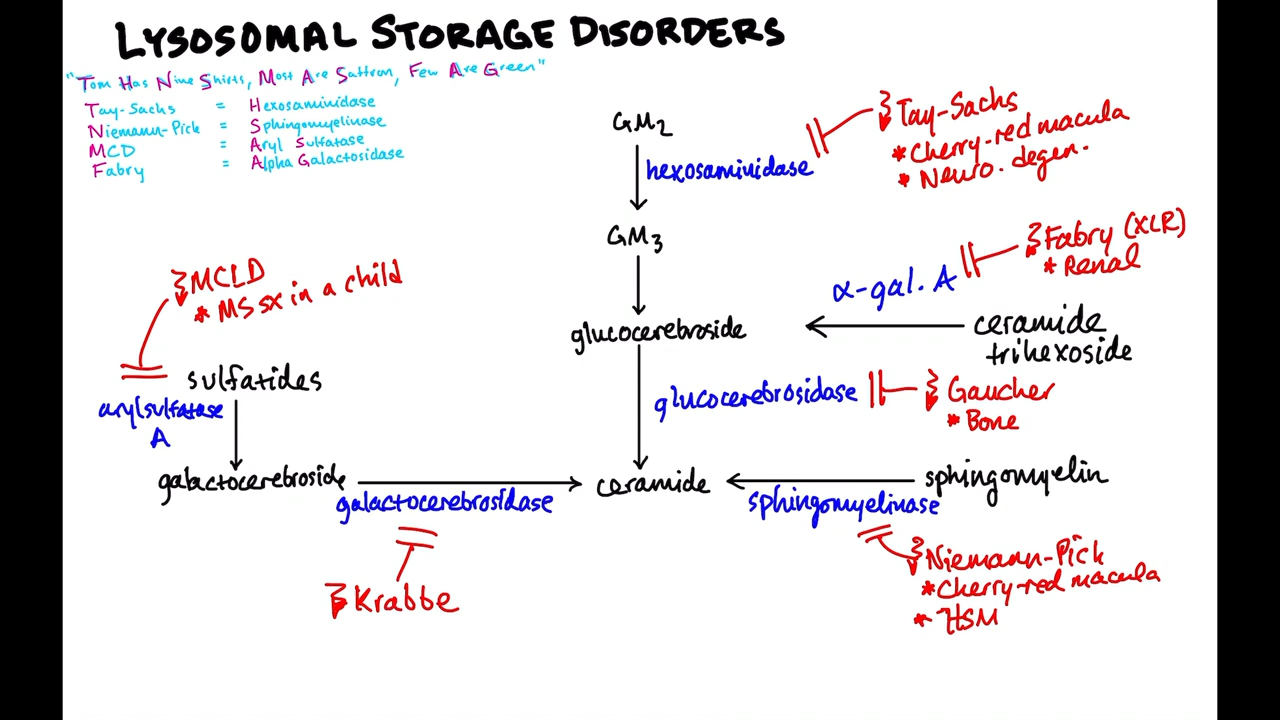 LYSOSOMAL STORAGE DISORDERS
"Tom Has Nine Shirts, Most Are Saffron, Few Are Green"
Tay-Sachs = Hexosaminidase
Niemann-Pick = Sphingomyelinase
MCD = Aryl Sulfatase
Fabry = Alpha Galactosidase
GM2
hexosaminidase
Tay-Sachs
* Cherry-red macula
* Neuro. degen.
GM3
Fabry (XLR)
* Renal
α-gal. A
MCLD
* MS sx in a child
glucocerebroside
ceramide
trihexoside
sulfatides
arylsulfatase
A
glucocerebrosidase
Gaucher
* Bone
galactocerebroside
galactocerebrosidase
ceramide
sphingomyelinase
sphingomyelin
Krabbe
Niemann-Pick
* Cherry-red macula
* HSM